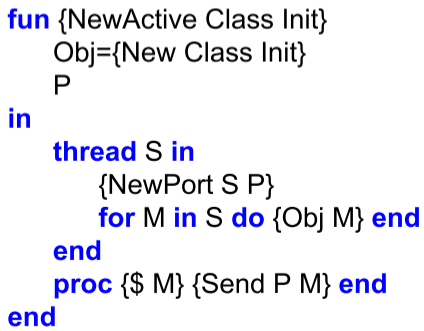 fun {NewActive Class Init}
Obj={New Class Init}
P
in
thread S in
{NewPort S P}
for M in S do {Obj M} end
end
proc {$ M} {Send P M} end
end